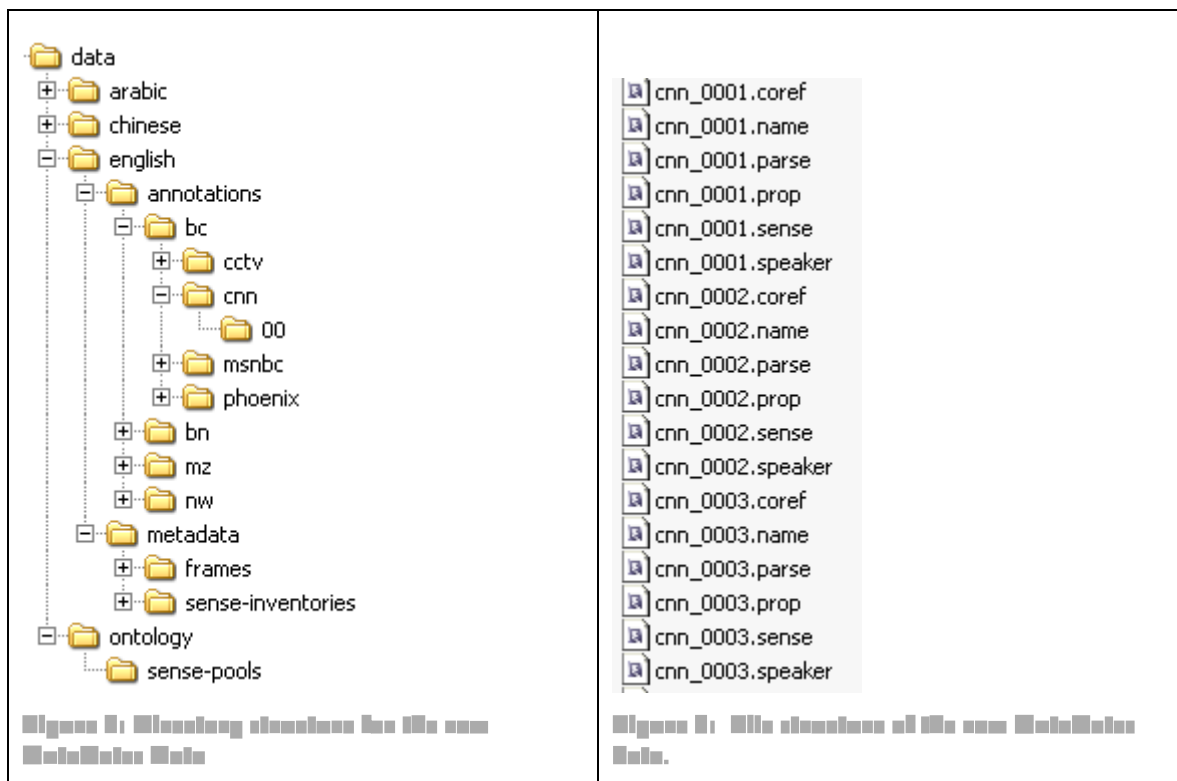 data
arabic
chinese
english
annotations
bc
cctv
cnn
00
msnbc
phoenix
bn
mz
nw
metadata
frames
sense-inventories
ontology
sense-pools
cnn_0001.coref
cnn_0001.name
cnn_0001.parse
cnn_0001.prop
cnn_0001.sense
cnn_0001.speaker
cnn_0002.coref
cnn_0002.name
cnn_0002.parse
cnn_0002.prop
cnn_0002.sense
cnn_0002.speaker
cnn_0003.coref
cnn_0003.name
cnn_0003.parse
cnn_0003.prop
cnn_0003.sense
cnn_0003.speaker